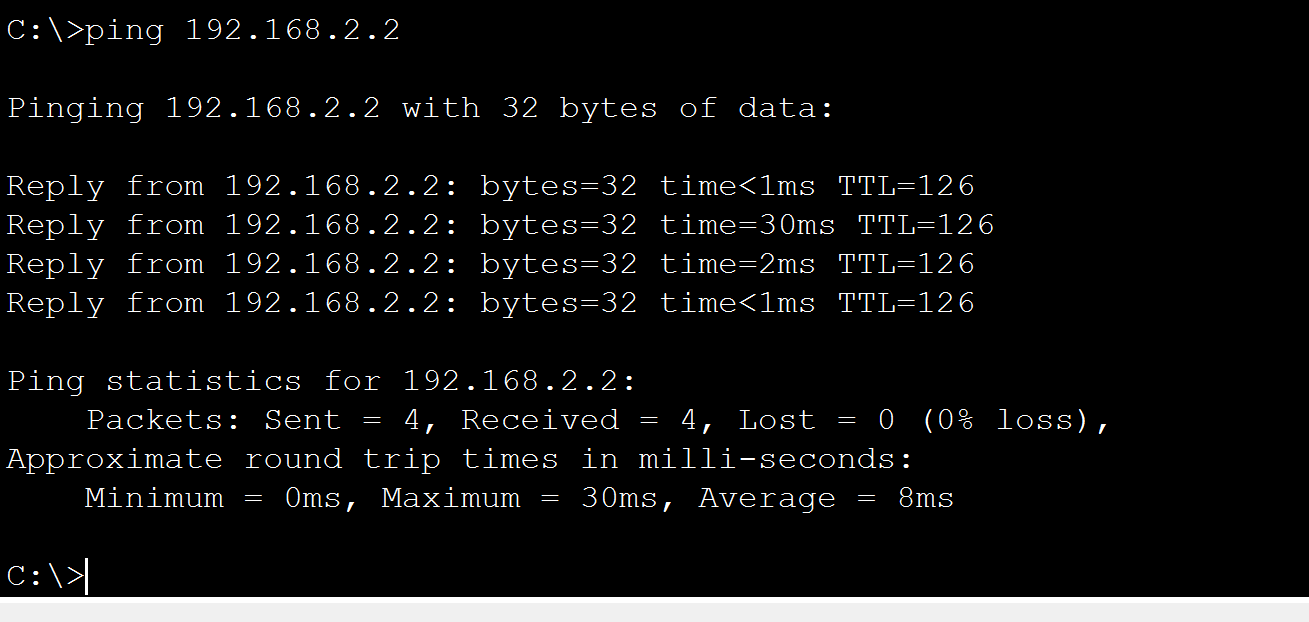 C:\>ping 192.168.2.2
Pinging 192.168.2.2 with 32 bytes of data:
Reply from 192.168.2.2: bytes=32 time<1ms TTL=126
Reply from 192.168.2.2: bytes=32 time=30ms TTL=126
Reply from 192.168.2.2: bytes=32 time=2ms TTL=126
Reply from 192.168.2.2: bytes=32 time<1ms TTL=126
Ping statistics for 192.168.2.2:
    Packets: Sent = 4, Received = 4, Lost = 0 (0% loss),
Approximate round trip times in milli-seconds:
    Minimum = 0ms, Maximum = 30ms, Average = 8ms
C:\>